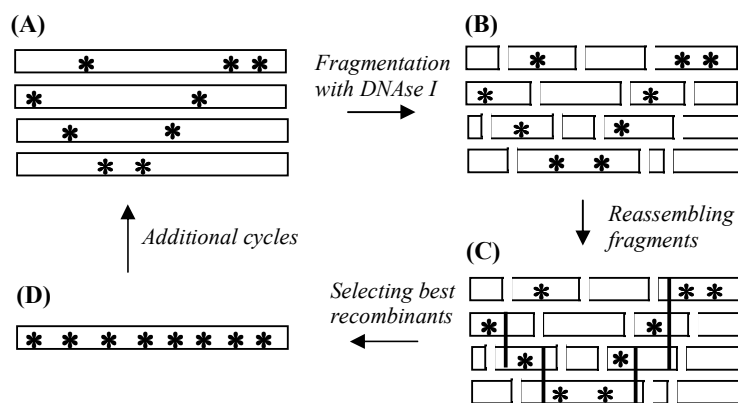 (A)
Fragmentation
with DNAse I
(B)
Reassembling
fragments
(C)
Selecting best
recombinants
(D)
Additional cycles